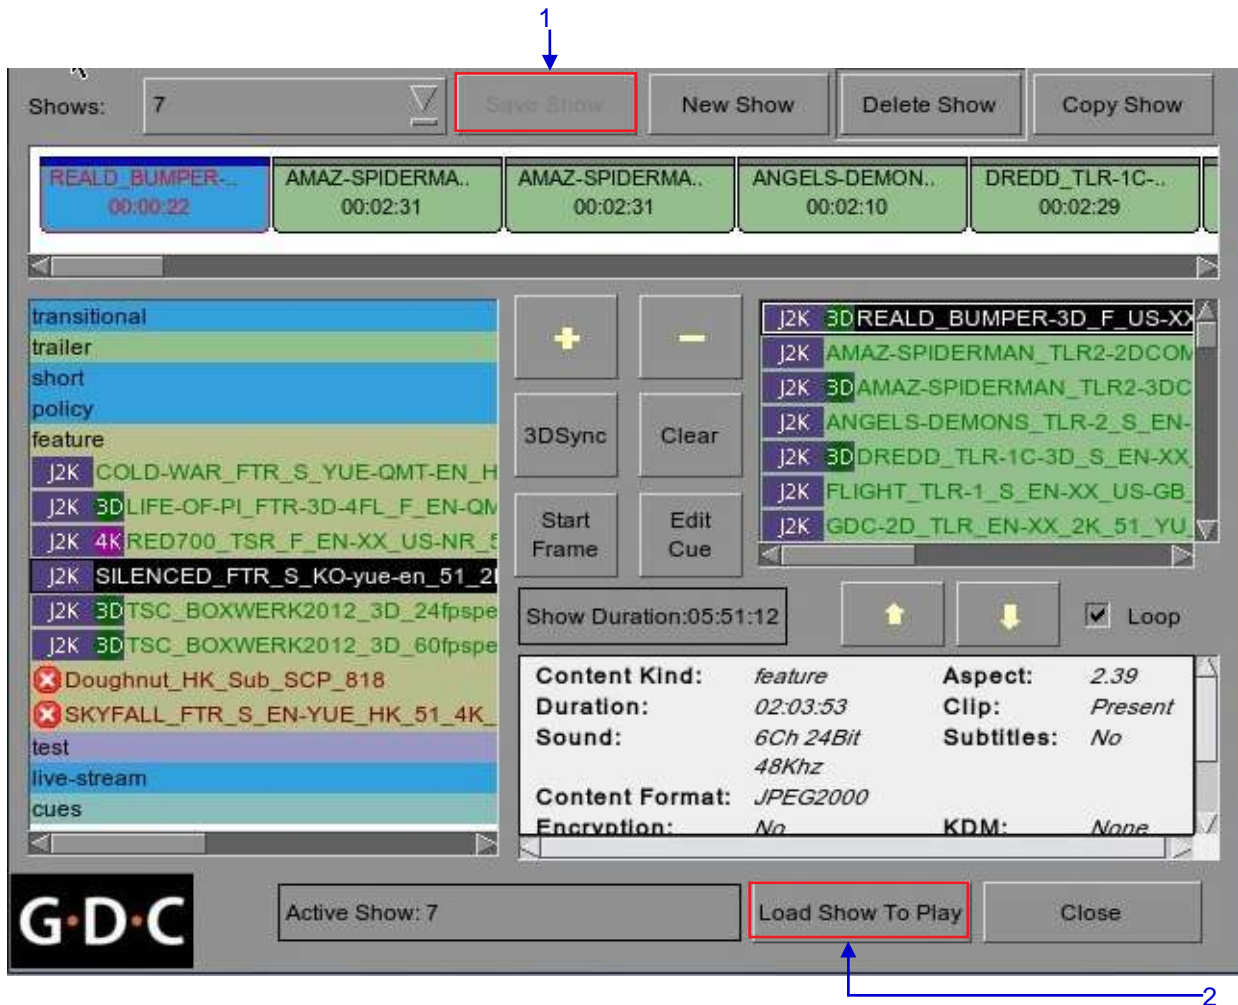 1
Shows: 7 Save Show New Show Delete Show Copy Show
REALD_BUMPER-.. AMAZ-SPIDERMA.. AMAZ-SPIDERMA.. ANGELS-DEMON.. DREDD_TLR-1C-..
00:00:22 00:02:31 00:02:31 00:02:10 00:02:29
transitional
trailer
short
policy
feature
J2K COLD-WAR_FTR_S_YUE-QMT-EN_H
J2K 3D LIFE-OF-PI_FTR-3D-4FL_F_EN-QM
J2K 4K RED700_TSR_F_EN-XX_US-NR_5
J2K SILENCED_FTR_S_KO-yue-en_51_2
J2K 3D TSC_BOXWERK2012_3D_24fpspe
J2K 3D TSC_BOXWERK2012_3D_60fpspe
Doughnut_HK_Sub_SCP_818
SKYFALL_FTR_S_EN-YUE_HK_51_4K_
test
live-stream
cues
+ −
3DSync Clear
Start Frame Edit Cue
J2K 3D REALD_BUMPER-3D_F_US-XX
J2K AMAZ-SPIDERMAN_TLR2-2DCOM
J2K 3D AMAZ-SPIDERMAN_TLR2-3DC
J2K ANGELS-DEMONS_TLR-2_S_EN-
J2K 3D DREDD_TLR-1C-3D_S_EN-XX_
J2K FLIGHT_TLR-1_S_EN-XX_US-GB_
J2K GDC-2D_TLR_EN-XX_2K_51_YU_
Show Duration:05:51:12 Loop
Content Kind: feature Aspect: 2.39
Duration: 02:03:53 Clip: Present
Sound: 6Ch 24Bit Subtitles: No
48Khz
Content Format: JPEG2000
Encryption: No KDM: None
G·D·C
Active Show: 7 Load Show To Play Close
2